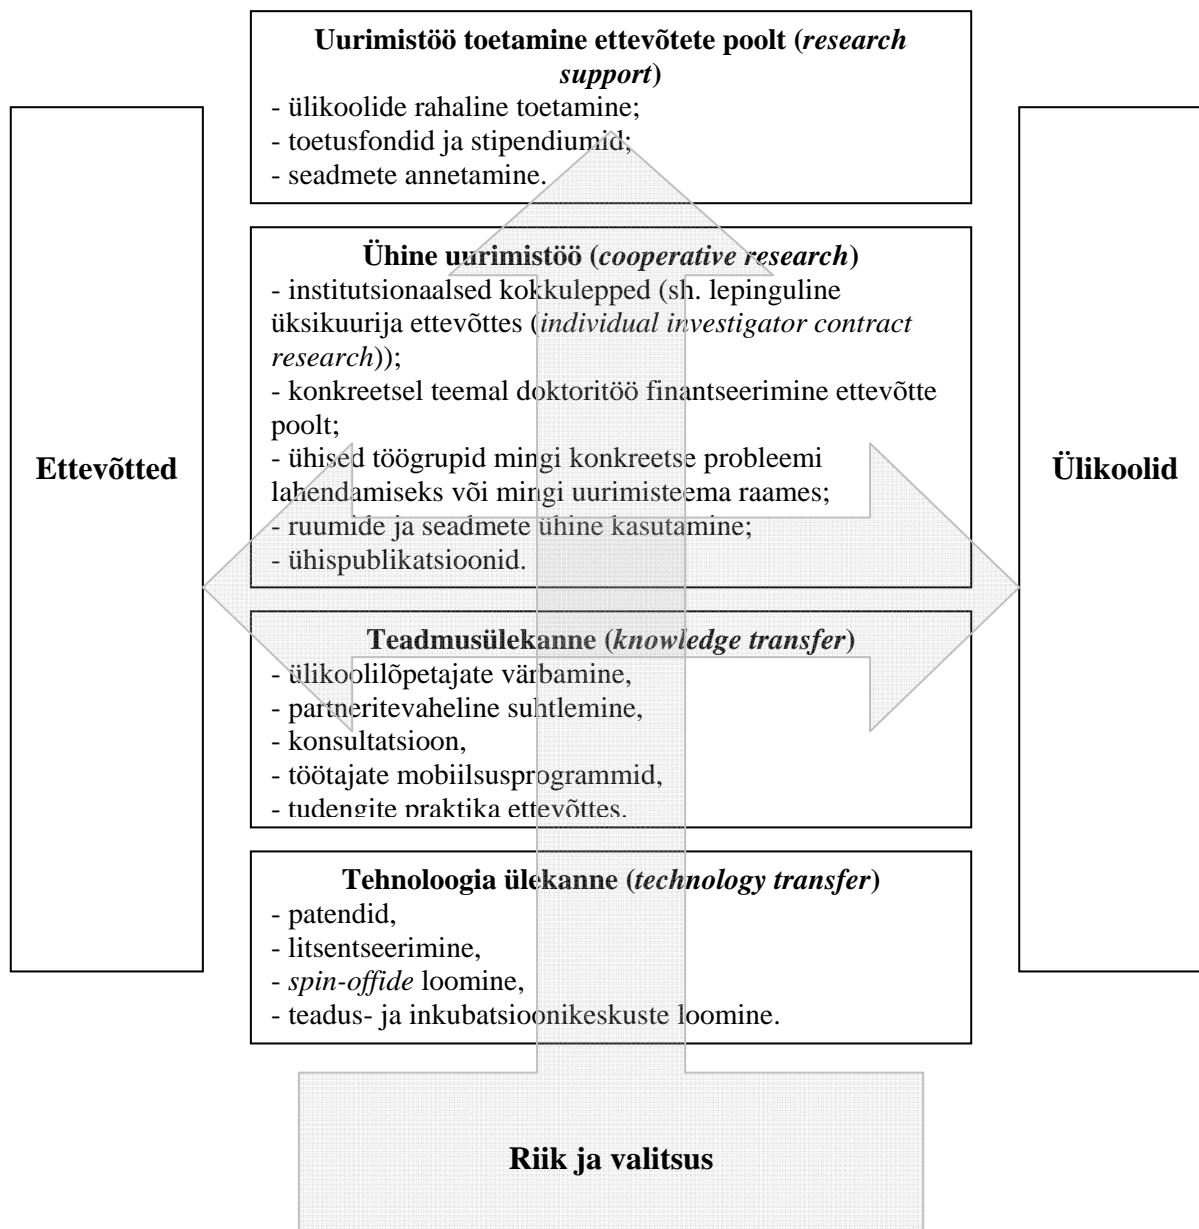 Uurimistöö toetamine ettevõtete poolt (research
support)
- ülikoolide rahaline toetamine;
- toetusfondid ja stipendiumid;
- seadmete annetamine.
Ühine uurimistöö (cooperative research)
- institutsionaalsed kokkulepped (sh. lepinguline
üksikuurija ettevõttes (individual investigator contract
research));
- konkreetsel teemal doktoritöö finantseerimine ettevõtte
poolt;
- ühised töögrupid mingi konkreetse probleemi
lahendamiseks või mingi uurimisteema raames;
- ruumide ja seadmete ühine kasutamine;
- ühispublikatsioonid.
Ettevõtted
Ülikoolid
Teadmusülekanne (knowledge transfer)
- ülikoolilõpetajate värbamine,
- partneritevaheline suhtlemine,
- konsultatsioon,
- töötajate mobiilsusprogrammid,
- tudengite praktika ettevõttes.
Tehnoloogia ülekanne (technology transfer)
- patendid,
- litsentseerimine,
- spin-offide loomine,
- teadus- ja inkubatsioonikeskuste loomine.
Riik ja valitsus